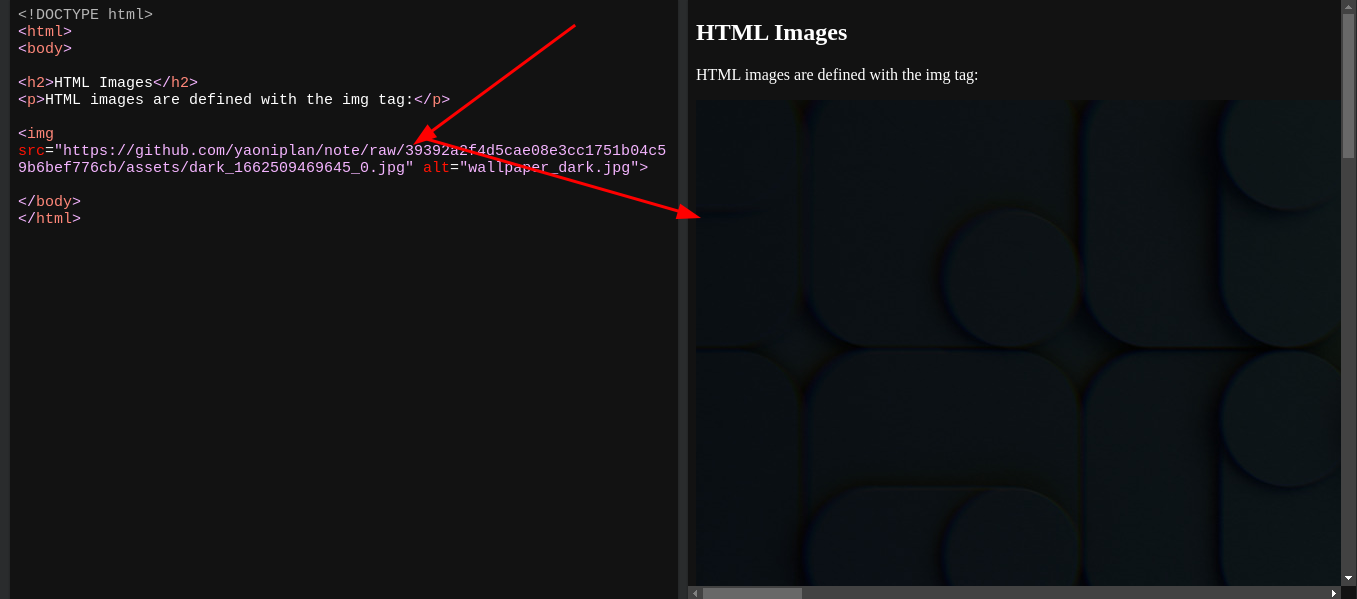 <!DOCTYPE html>
<html>
<body>
<h2>HTML Images</h2>
<p>HTML images are defined with the img tag:</p>
<img
src="https://github.com/yaoniplan/note/raw/39392a2f4d5cae08e3cc1751b04c5
9b6bef776cb/assets/dark_1662509469645_0.jpg" alt="wallpaper_dark.jpg">
</body>
</html>
HTML Images
HTML images are defined with the img tag: